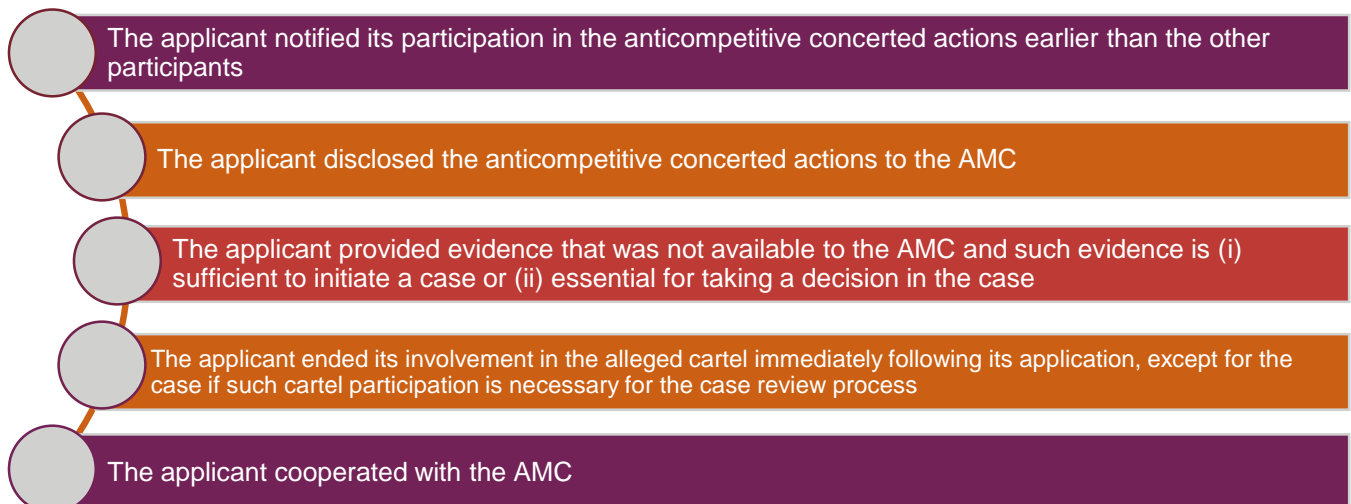 The applicant notified its participation in the anticompetitive concerted actions earlier than the other
participants
The applicant disclosed the anticompetitive concerted actions to the AMC
The applicant provided evidence that was not available to the AMC and such evidence is (i)
sufficient to initiate a case or (ii) essential for taking a decision in the case
The applicant ended its involvement in the alleged cartel immediately following its application, except for the
case if such cartel participation is necessary for the case review process
The applicant cooperated with the AMC